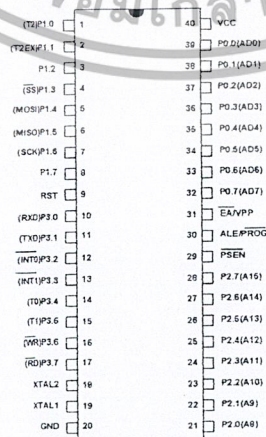 (T2)P1.0 1 40 VCC
(T2EX)P1.1 2 39 P0.0(AD0)
P1.2 3 38 P0.1(AD1)
(SS)P1.3 4 37 P0.2(AD2)
(MOSI)P1.4 5 36 P0.3(AD3)
(MISO)P1.5 6 35 P0.4(AD4)
(SCK)P1.6 7 34 P0.5(AD5)
P1.7 8 33 P0.6(AD6)
RST 9 32 P0.7(AD7)
(RXD)P3.0 10 31 EA/VPP
(TXD)P3.1 11 30 ALE/PROG
(INT0)P3.2 12 29 PSEN
(INT1)P3.3 13 28 P2.7(A15)
(T0)P3.4 14 27 P2.6(A14)
(T1)P3.6 15 26 P2.5(A13)
(WR)P3.6 16 25 P2.4(A12)
(RD)P3.7 17 24 P2.3(A11)
XTAL2 18 23 P2.2(A10)
XTAL1 19 22 P2.1(A9)
GND 20 21 P2.0(A8)